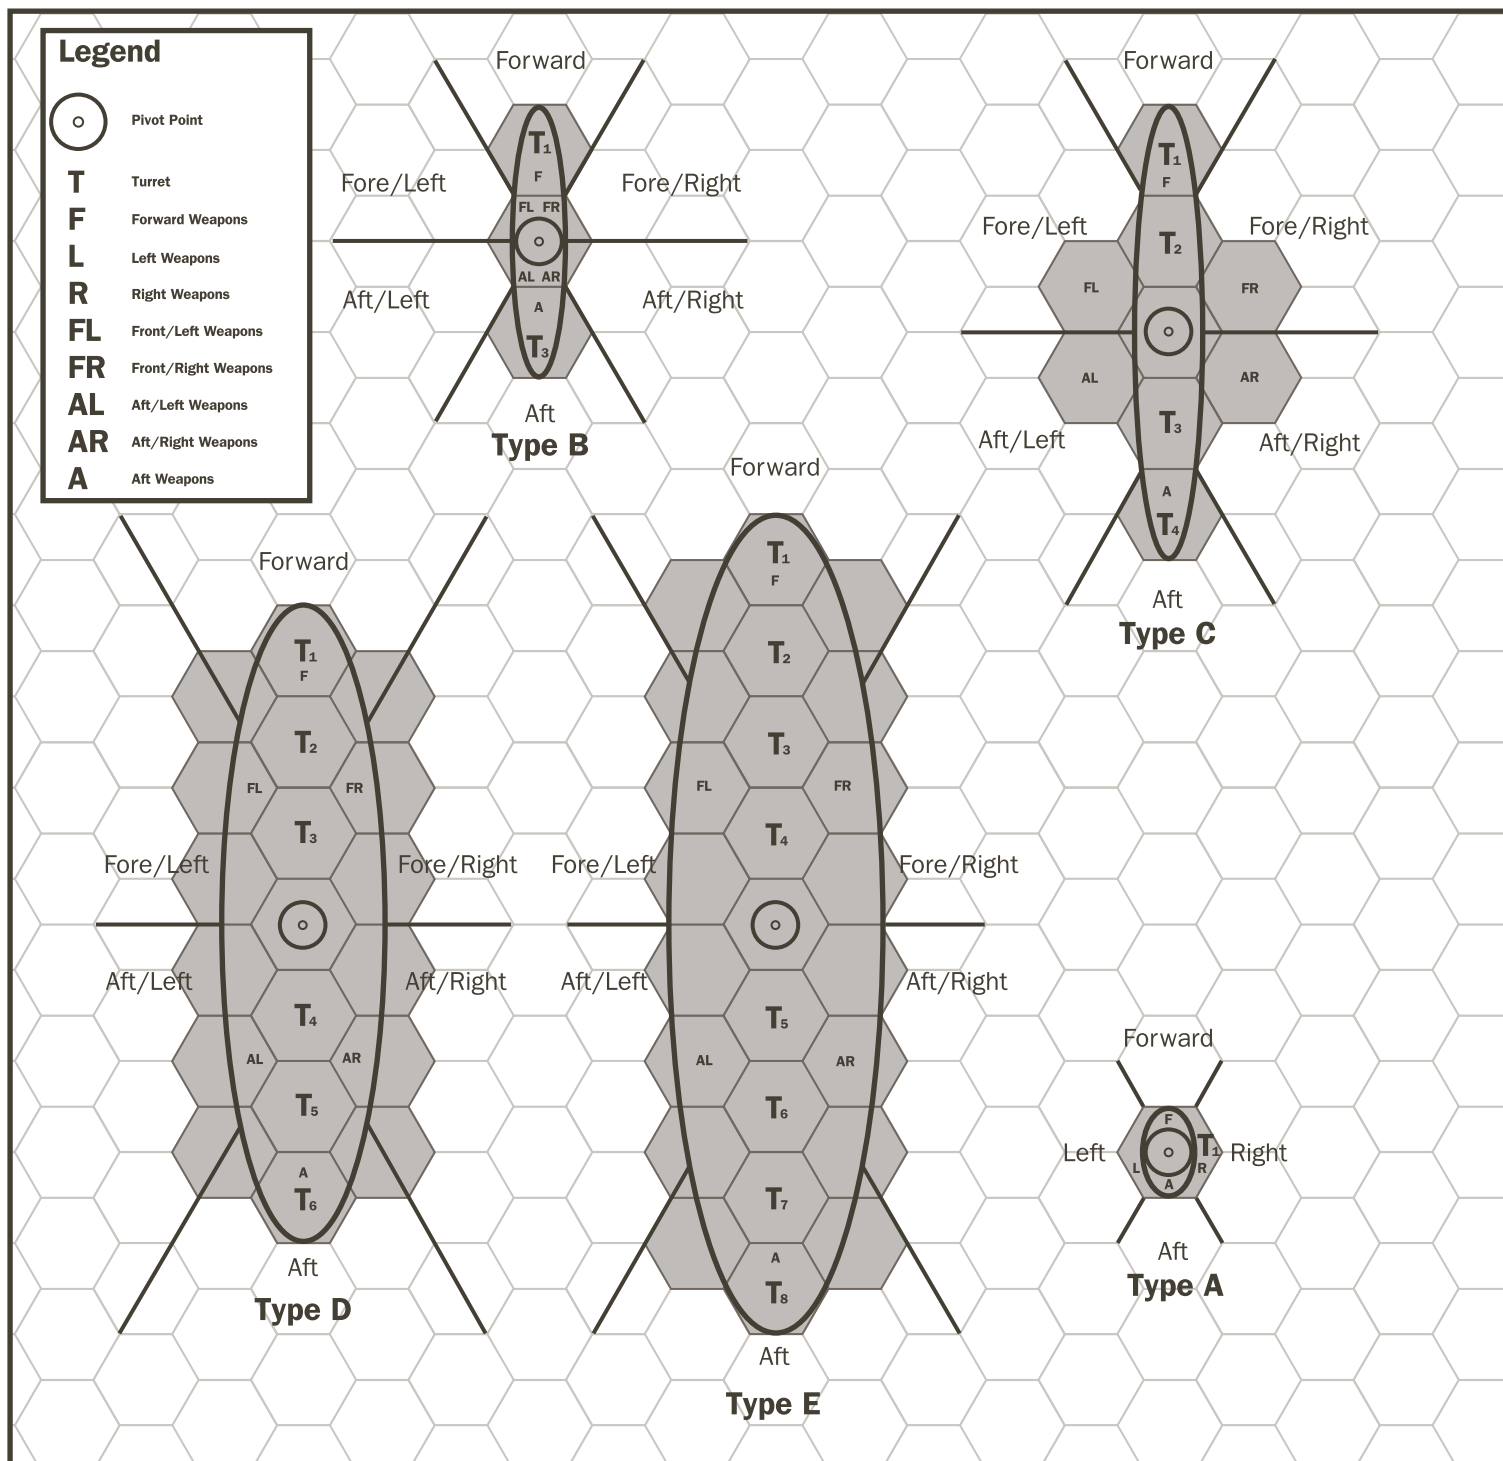 Legend
Pivot Point
T Turret
F Forward Weapons
L Left Weapons
R Right Weapons
FL Front/Left Weapons
FR Front/Right Weapons
AL Aft/Left Weapons
AR Aft/Right Weapons
A Aft Weapons
Forward
T1
F
Fore/Left
Fore/Right
FL FR
AL AR
Aft/Left
Aft/Right
A
T3
Aft
Type B
Forward
T1
F
Fore/Left
T2
Fore/Right
FL
FR
AL
AR
Aft/Left
T3
Aft/Right
A
T4
Aft
Type C
Forward
T1
F
T2
FL
FR
T3
Fore/Left
Fore/Right
Aft/Left
Aft/Right
T4
AL
AR
T5
A
T6
Aft
Type D
Forward
T1
F
T2
T3
FL
FR
T4
Fore/Left
Fore/Right
Aft/Left
Aft/Right
T5
AL
AR
T6
T7
A
T8
Aft
Type E
Forward
F
Left
T1
Right
L
R
A
Aft
Type A